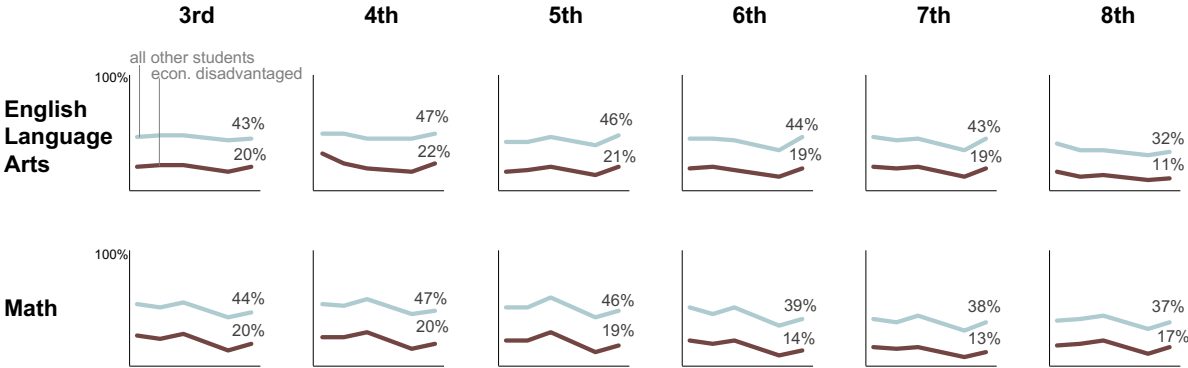 3rd 4th 5th 6th 7th 8th
all other students
econ. disadvantaged
100%
English
Language
Arts
43% 47% 46% 44% 43% 32%
20% 22% 21% 19% 19% 11%
100%
Math
44% 47% 46% 39% 38% 37%
20% 20% 19% 14% 13% 17%